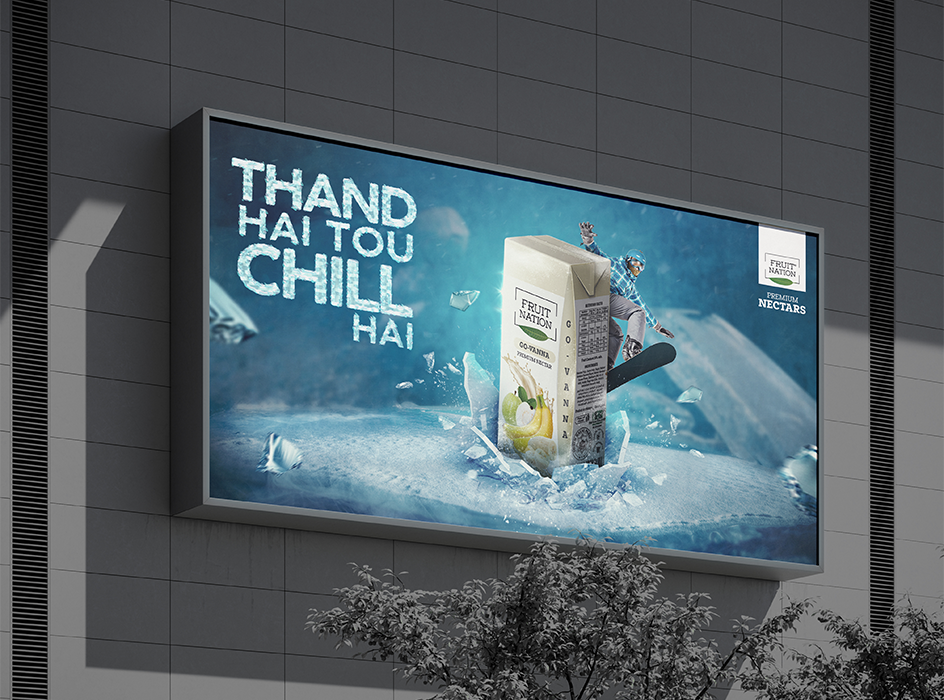 THAND
HAI TOU
CHILL
HAI
FRUIT
NATION
GO-VANNA
PREMIUM NECTAR
GO-VANNA
FRUIT
NATION
PREMIUM
NECTARS